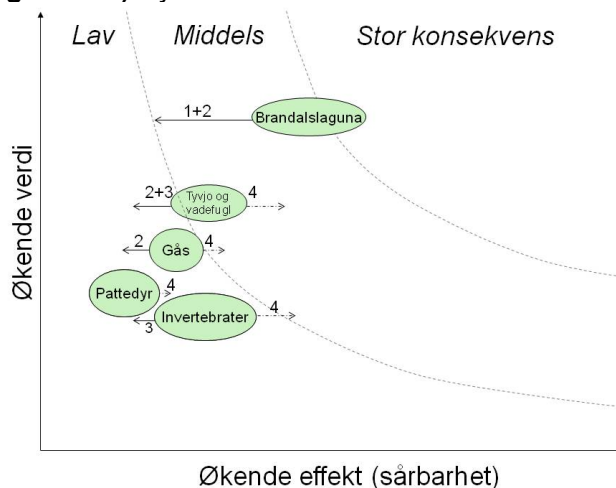 Lav Middels Stor konsekvens
1+2 Brandalslaguna
2+3 Tyvjo og 4
vadefugl
2 Gås 4
Pattedyr 4
3 Invertebrater 4
Økende verdi
Økende effekt (sårbarhet)